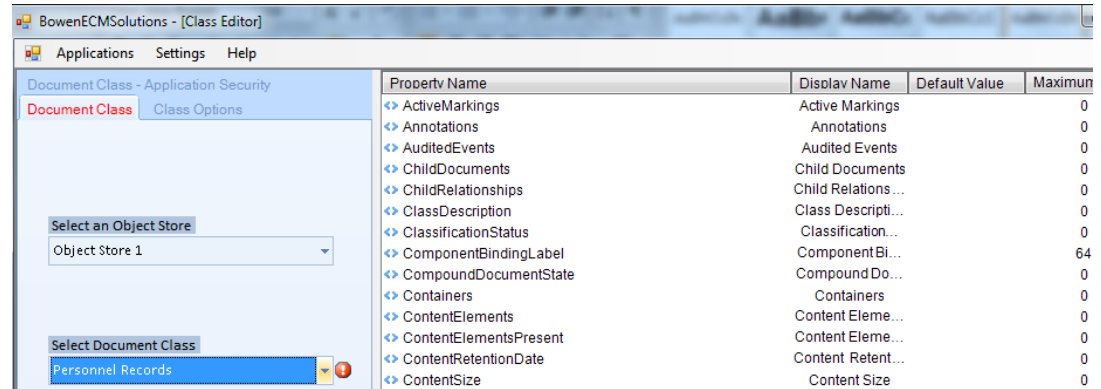 BowenECMSolutions - [Class Editor]
Applications Settings Help
Document Class - Application Security
Document Class Class Options
Select an Object Store
Object Store 1
Select Document Class
Personnel Records
Property Name Display Name Default Value Maximum
ActiveMarkings Active Markings 0
Annotations Annotations 0
AuditedEvents Audited Events 0
ChildDocuments Child Documents 0
ChildRelationships Child Relations... 0
ClassDescription Class Descripti... 0
ClassificationStatus Classification... 0
ComponentBindingLabel Component Bi... 64
CompoundDocumentState Compound Do... 0
Containers Containers 0
ContentElements Content Eleme... 0
ContentElementsPresent Content Eleme... 0
ContentRetentionDate Content Retent... 0
ContentSize Content Size 0